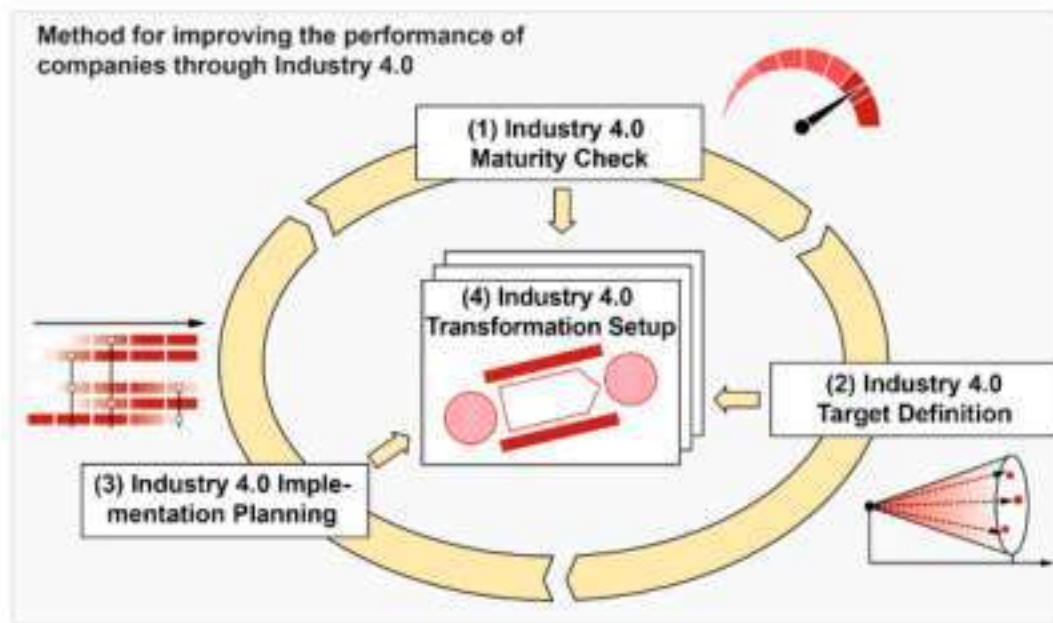 Method for improving the performance of
companies through Industry 4.0
(1) Industry 4.0
Maturity Check
(4) Industry 4.0
Transformation Setup
(2) Industry 4.0
Target Definition
(3) Industry 4.0 Imple-
mentation Planning